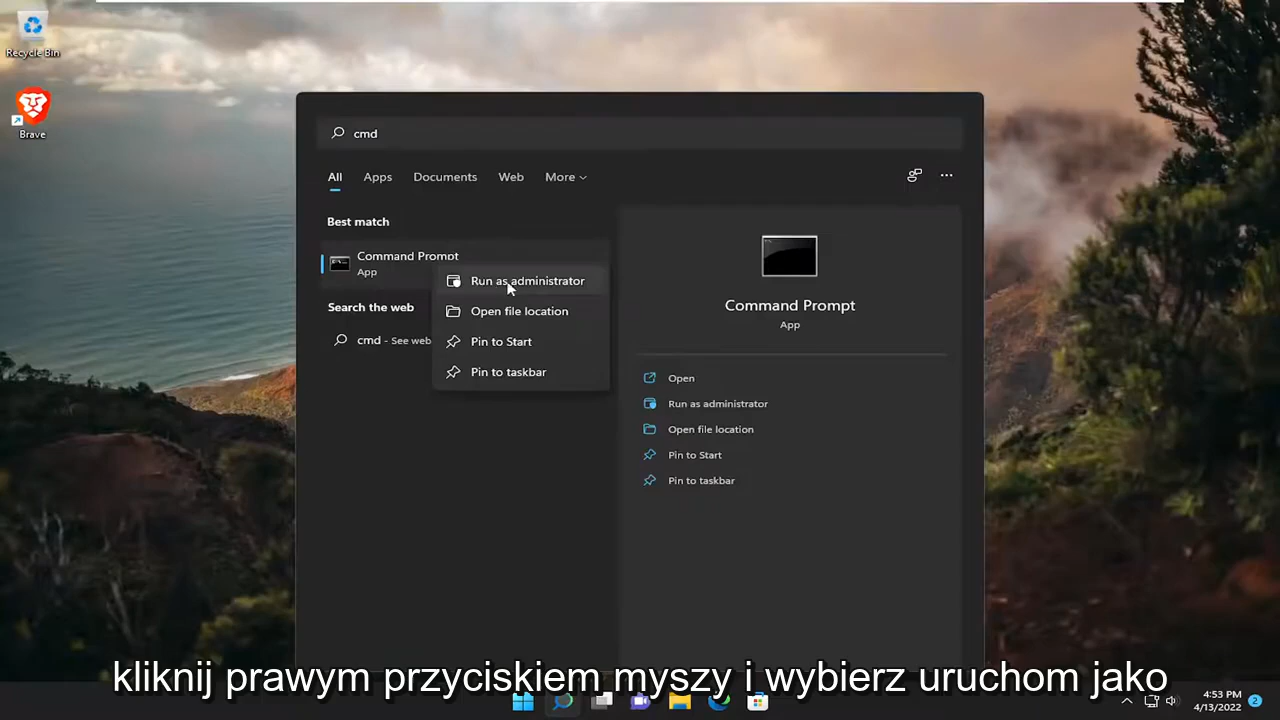 Recycle Bin
Brave
cmd
All Apps Documents Web More
Best match
Command Prompt
App
Search the web
cmd - See web
Run as administrator
Open file location
Pin to Start
Pin to taskbar
Command Prompt
App
Open
Run as administrator
Open file location
Pin to Start
Pin to taskbar
kliknij prawym przyciskiem myszy i wybierz uruchom jako
4:53 PM
4/13/2022
2